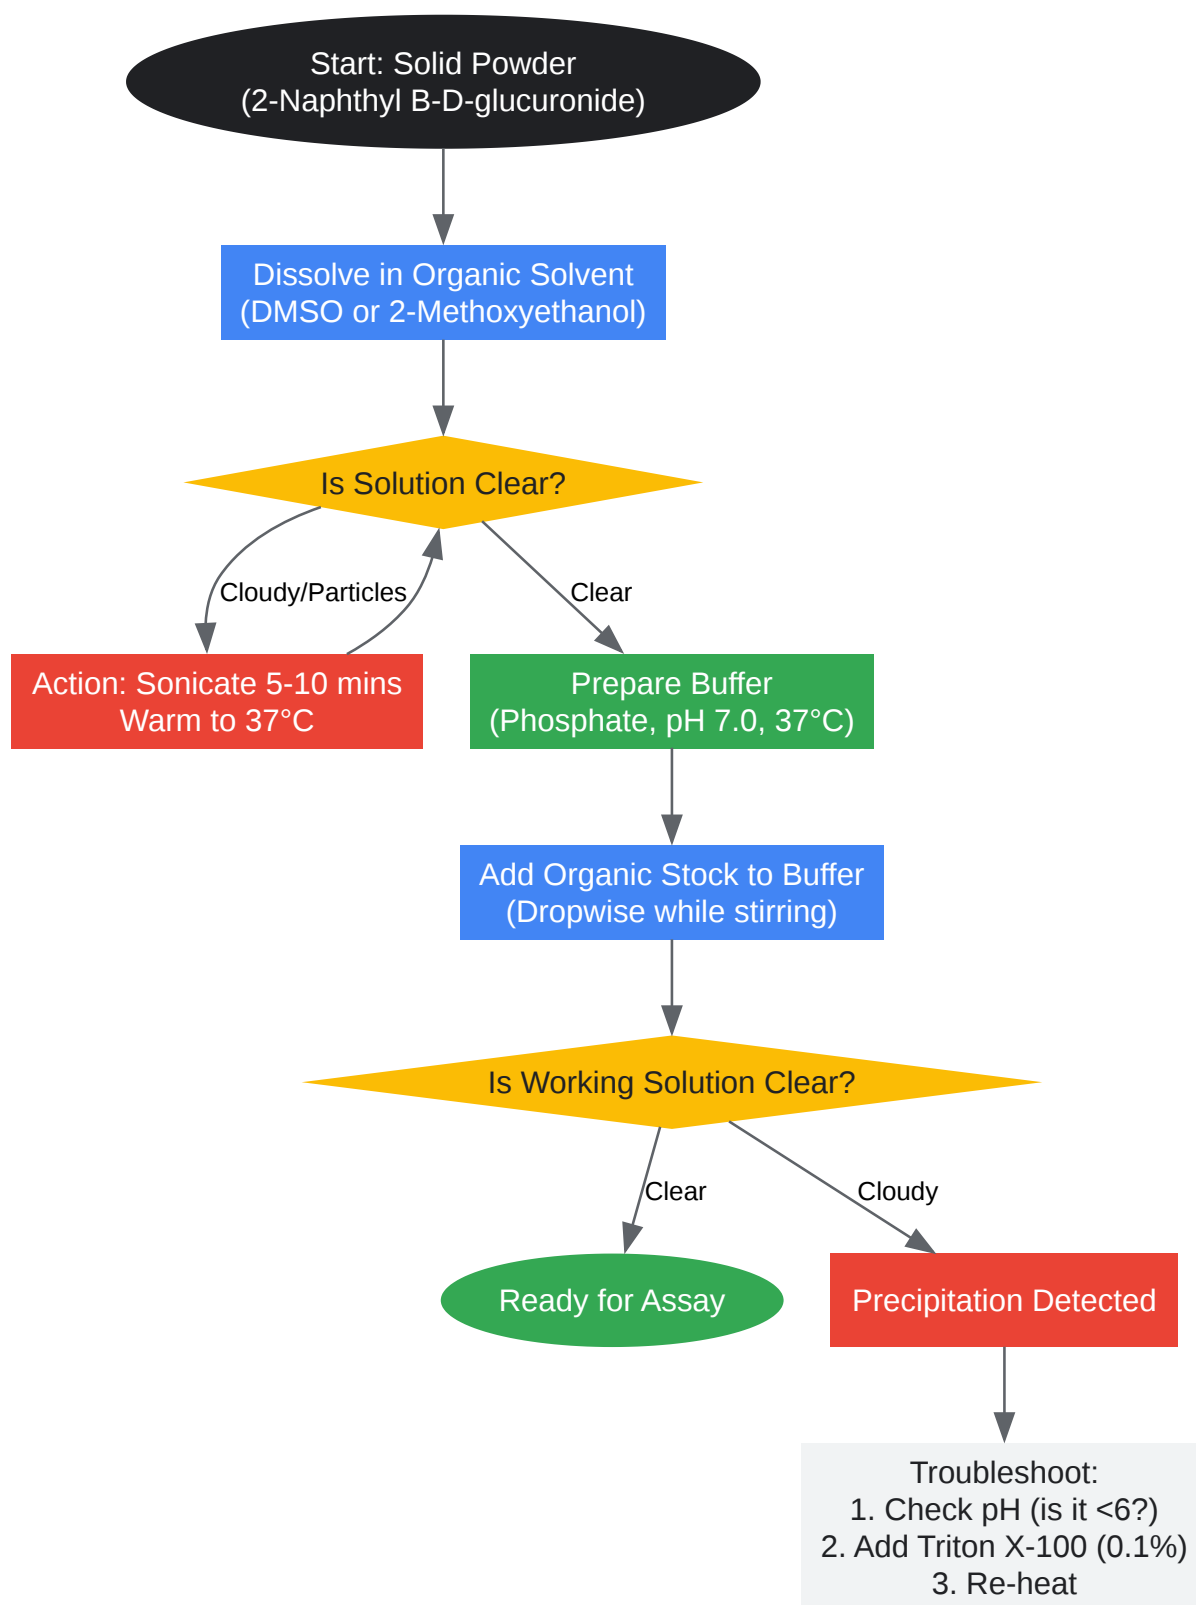 Start: Solid Powder
(2-Naphthyl B-D-glucuronide)
Dissolve in Organic Solvent
(DMSO or 2-Methoxyethanol)
Is Solution Clear?
Cloudy/Particles
Clear
Action: Sonicate 5-10 mins
Warm to 37°C
Prepare Buffer
(Phosphate, pH 7.0, 37°C)
Add Organic Stock to Buffer
(Dropwise while stirring)
Is Working Solution Clear?
Clear
Cloudy
Ready for Assay
Precipitation Detected
Troubleshoot:
1. Check pH (is it <6?)
2. Add Triton X-100 (0.1%)
3. Re-heat